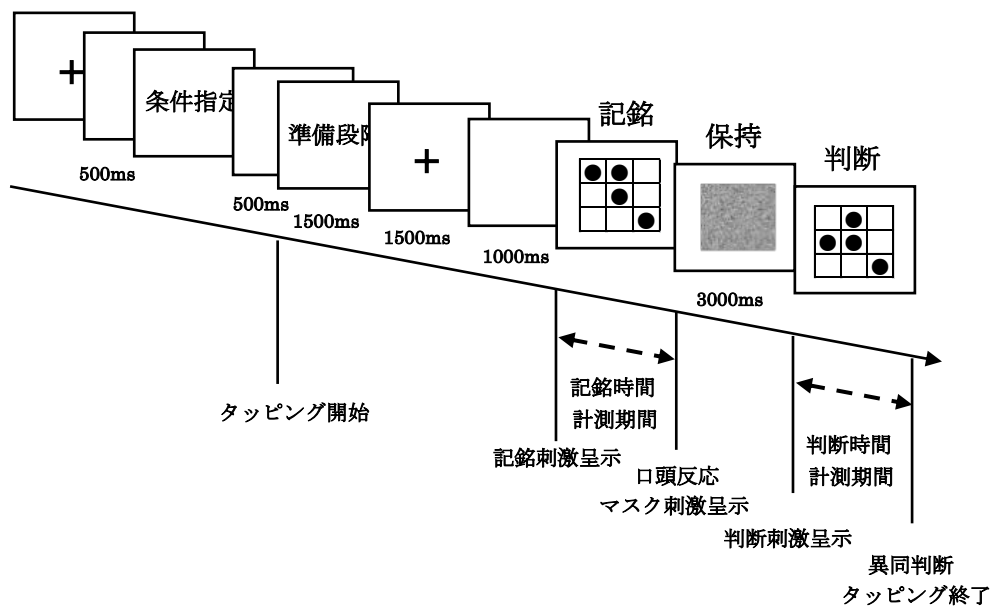 +
条件指定
準備段階
+
記銘
保持
判断
500ms
500ms
1500ms
1500ms
1000ms
3000ms
タッピング開始
記銘時間
計測期間
記銘刺激呈示
口頭反応
マスク刺激呈示
判断時間
計測期間
判断刺激呈示
異同判断
タッピング終了